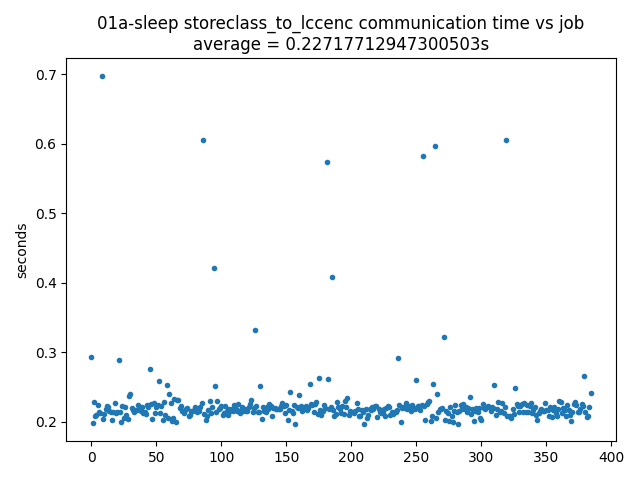 01a-sleep storeclass_to_lccenc communication time vs job
average = 0.22717712947300503s
seconds
0.7
0.6
0.5
0.4
0.3
0.2
0 50 100 150 200 250 300 350 400